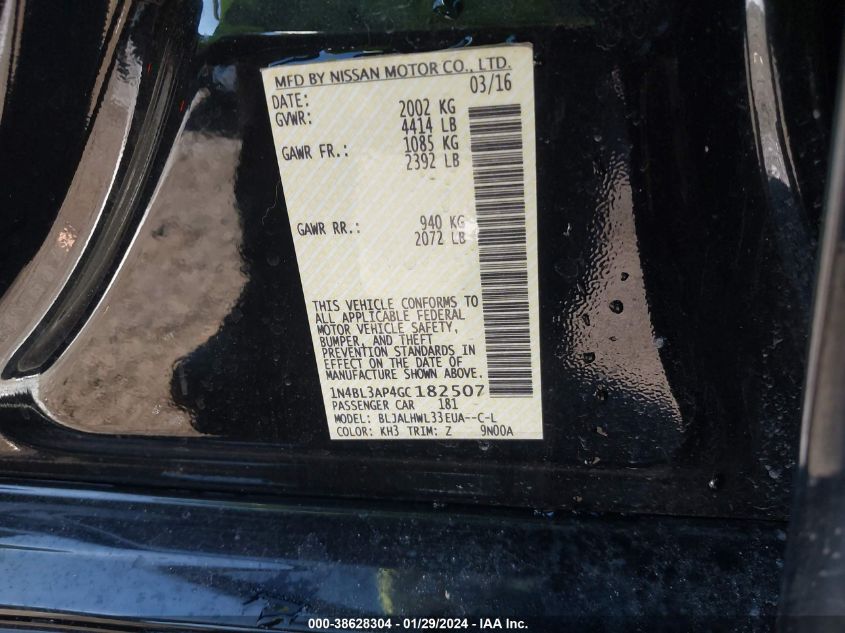 MFD BY NISSAN MOTOR CO., LTD.
DATE: 03/16
GVWR: 2002 KG
4414 LB
GAWR FR.: 1085 KG
2392 LB
GAWR RR.: 940 KG
2072 LB
THIS VEHICLE CONFORMS TO
ALL APPLICABLE FEDERAL
MOTOR VEHICLE SAFETY,
BUMPER, AND THEFT
PREVENTION STANDARDS IN
EFFECT ON THE DATE OF
MANUFACTURE SHOWN ABOVE.
1N4BL3AP4GC182507
PASSENGER CAR 181
MODEL: BLJALHWL33EUA--C-L
COLOR: KH3 TRIM: Z 9N00A
000-38628304 - 01/29/2024 - IAA Inc.